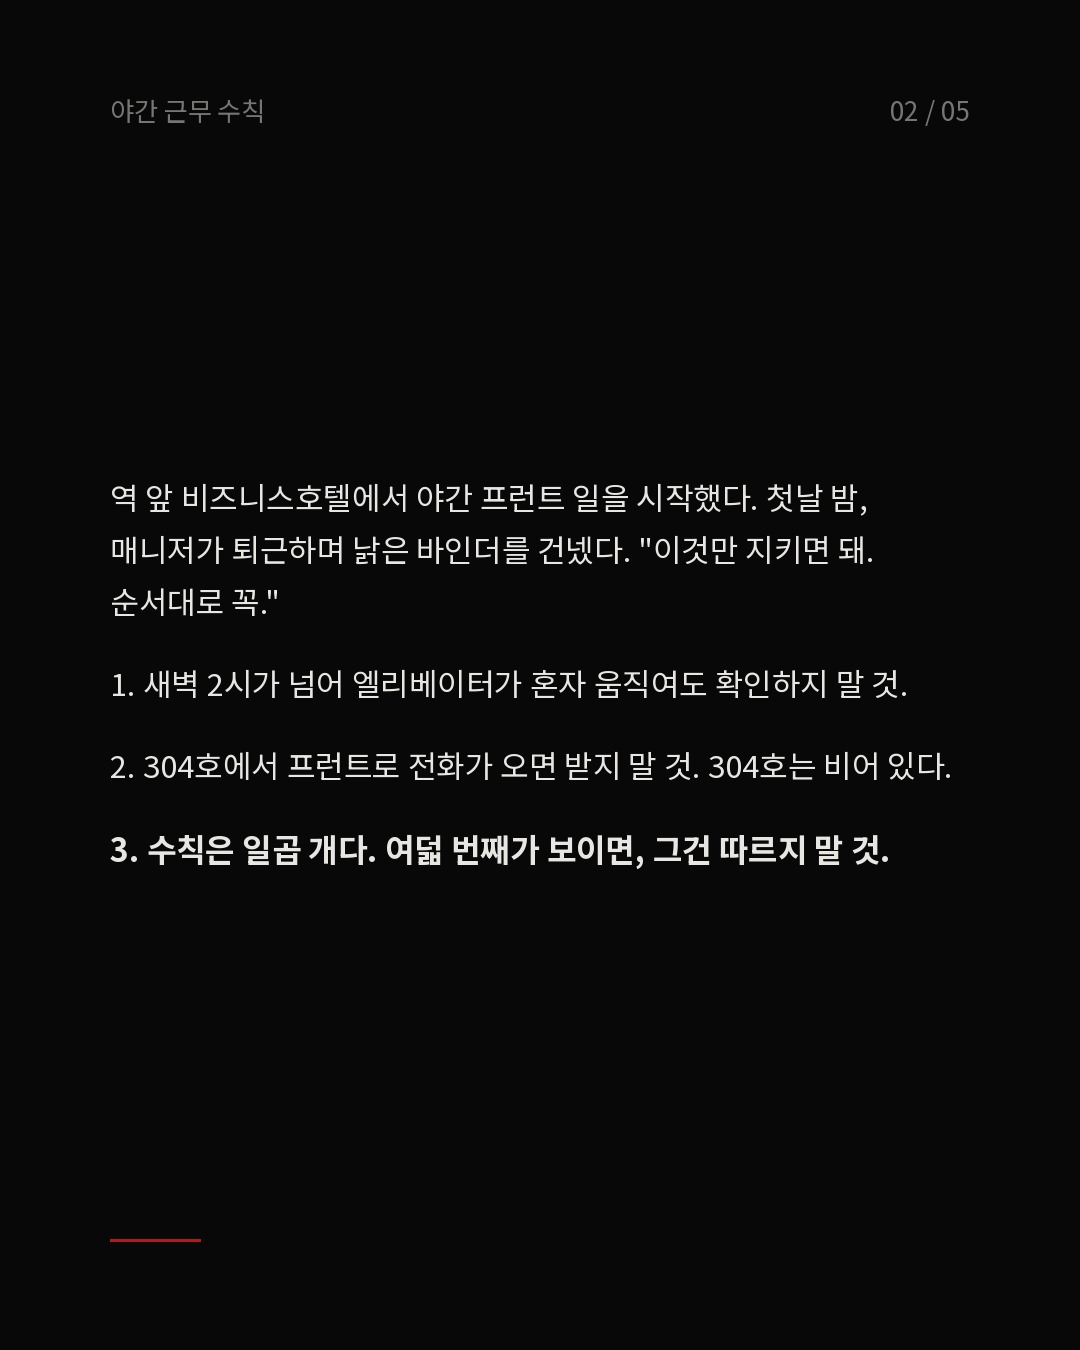 야간 근무 수칙
02 / 05
역 앞 비즈니스호텔에서 야간 프런트 일을 시작했다. 첫날 밤,
매니저가 퇴근하며 낡은 바인더를 건넸다. "이것만 지키면 돼.
순서대로 꼭."
1. 새벽 2시가 넘어 엘리베이터가 혼자 움직여도 확인하지 말 것.
2. 304호에서 프런트로 전화가 오면 받지 말 것. 304호는 비어 있다.
3. 수칙은 일곱 개다. 여덟 번째가 보이면, 그건 따르지 말 것.